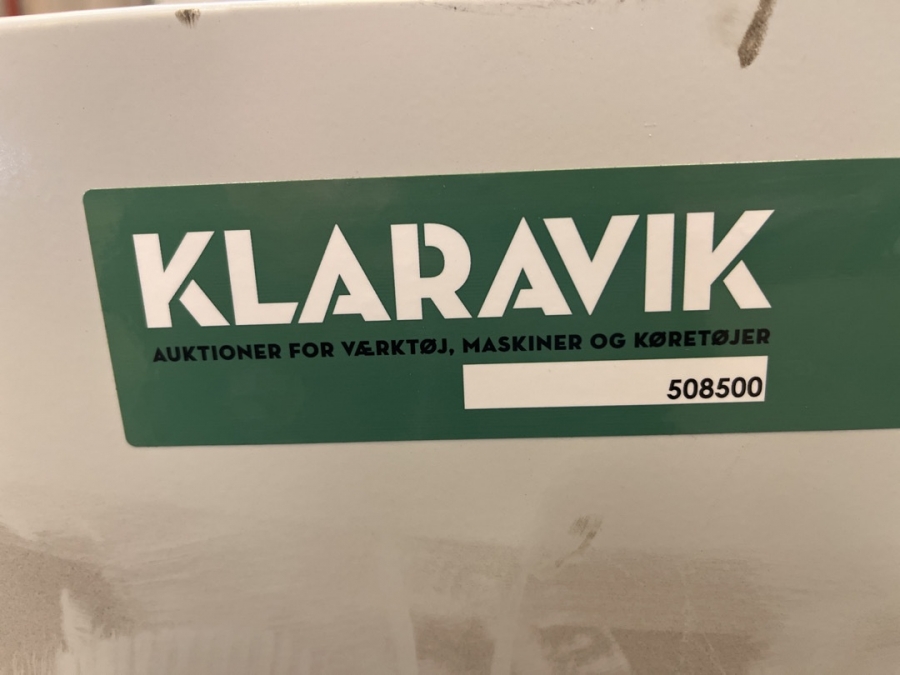 KLARAVIK
AUKTIONER FOR VÆRKTØJ, MASKINER OG KØRETØJER
508500